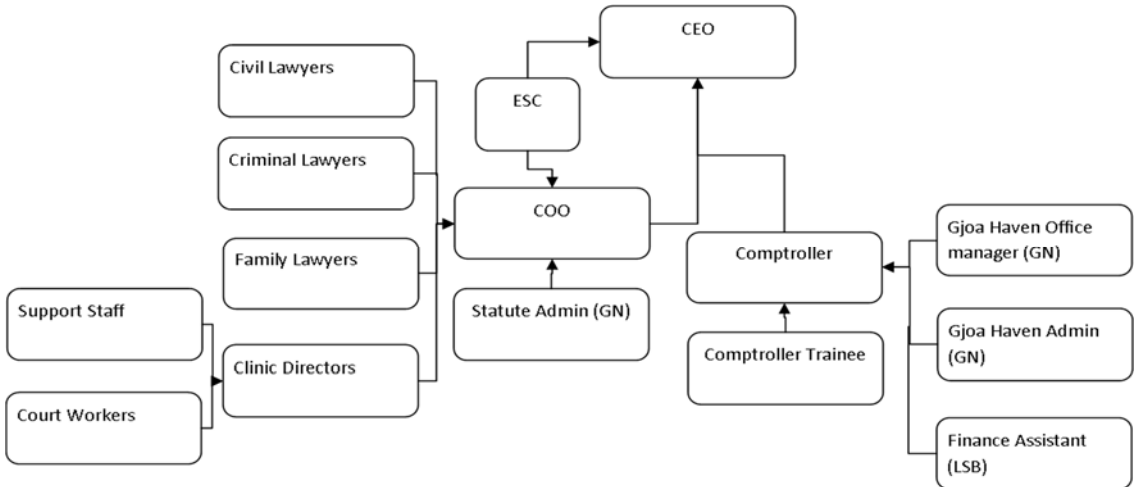 CEO
Civil Lawyers
ESC
Criminal Lawyers
COO
Gjoa Haven Office
manager (GN)
Family Lawyers
Comptroller
Support Staff
Statute Admin (GN)
Gjoa Haven Admin
(GN)
Clinic Directors
Comptroller Trainee
Court Workers
Finance Assistant
(LSB)